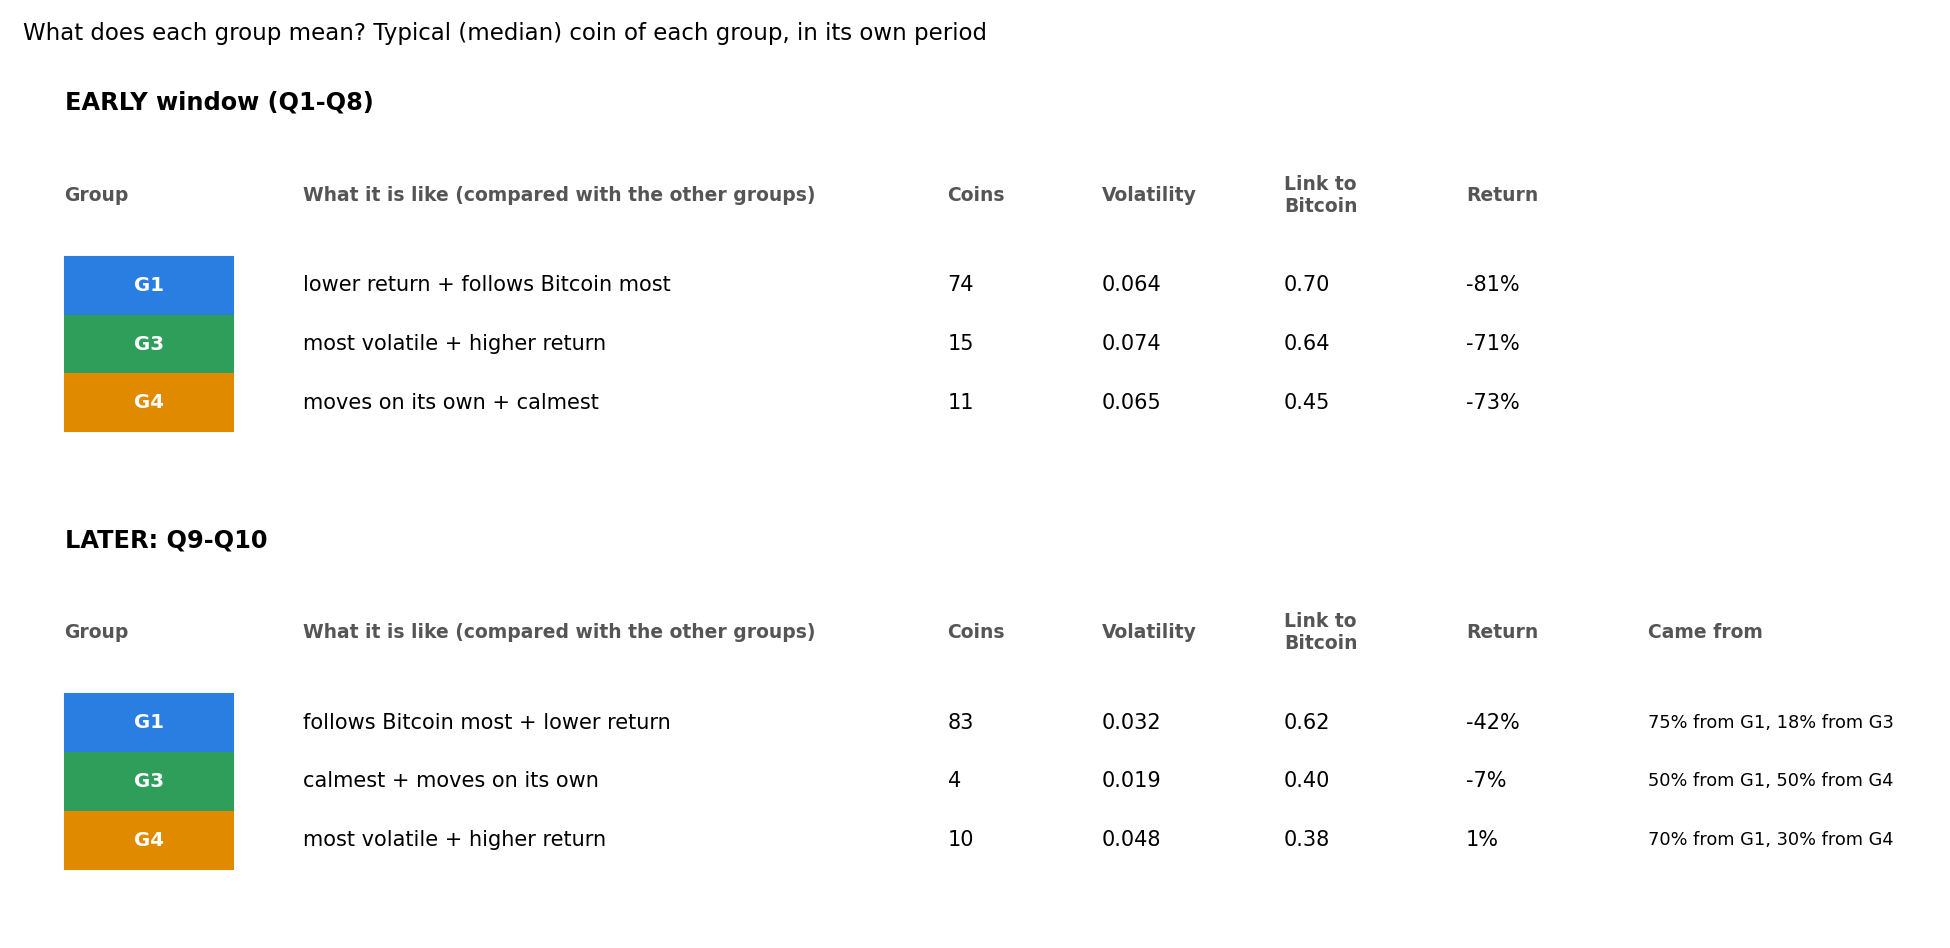 What does each group mean? Typical (median) coin of each group, in its own period
EARLY window (Q1-Q8)
Group What it is like (compared with the other groups) Coins Volatility Link to Bitcoin Return
G1 lower return + follows Bitcoin most 74 0.064 0.70 -81%
G3 most volatile + higher return 15 0.074 0.64 -71%
G4 moves on its own + calmest 11 0.065 0.45 -73%
LATER: Q9-Q10
Group What it is like (compared with the other groups) Coins Volatility Link to Bitcoin Return Came from
G1 follows Bitcoin most + lower return 83 0.032 0.62 -42% 75% from G1, 18% from G3
G3 calmest + moves on its own 4 0.019 0.40 -7% 50% from G1, 50% from G4
G4 most volatile + higher return 10 0.048 0.38 1% 70% from G1, 30% from G4